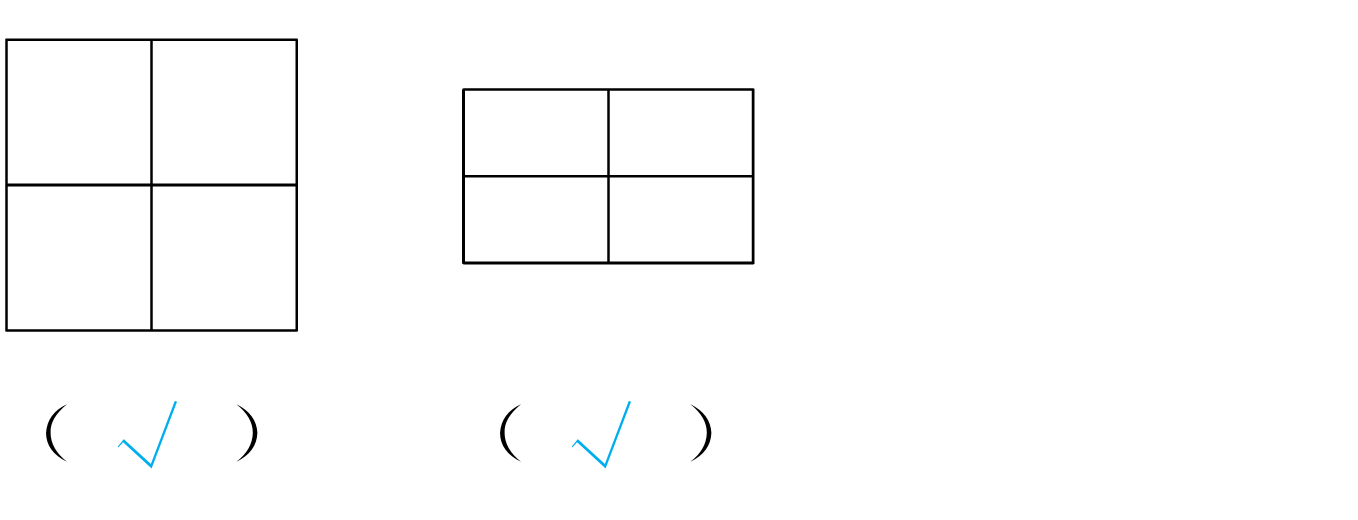 ( √ ) ( √ )